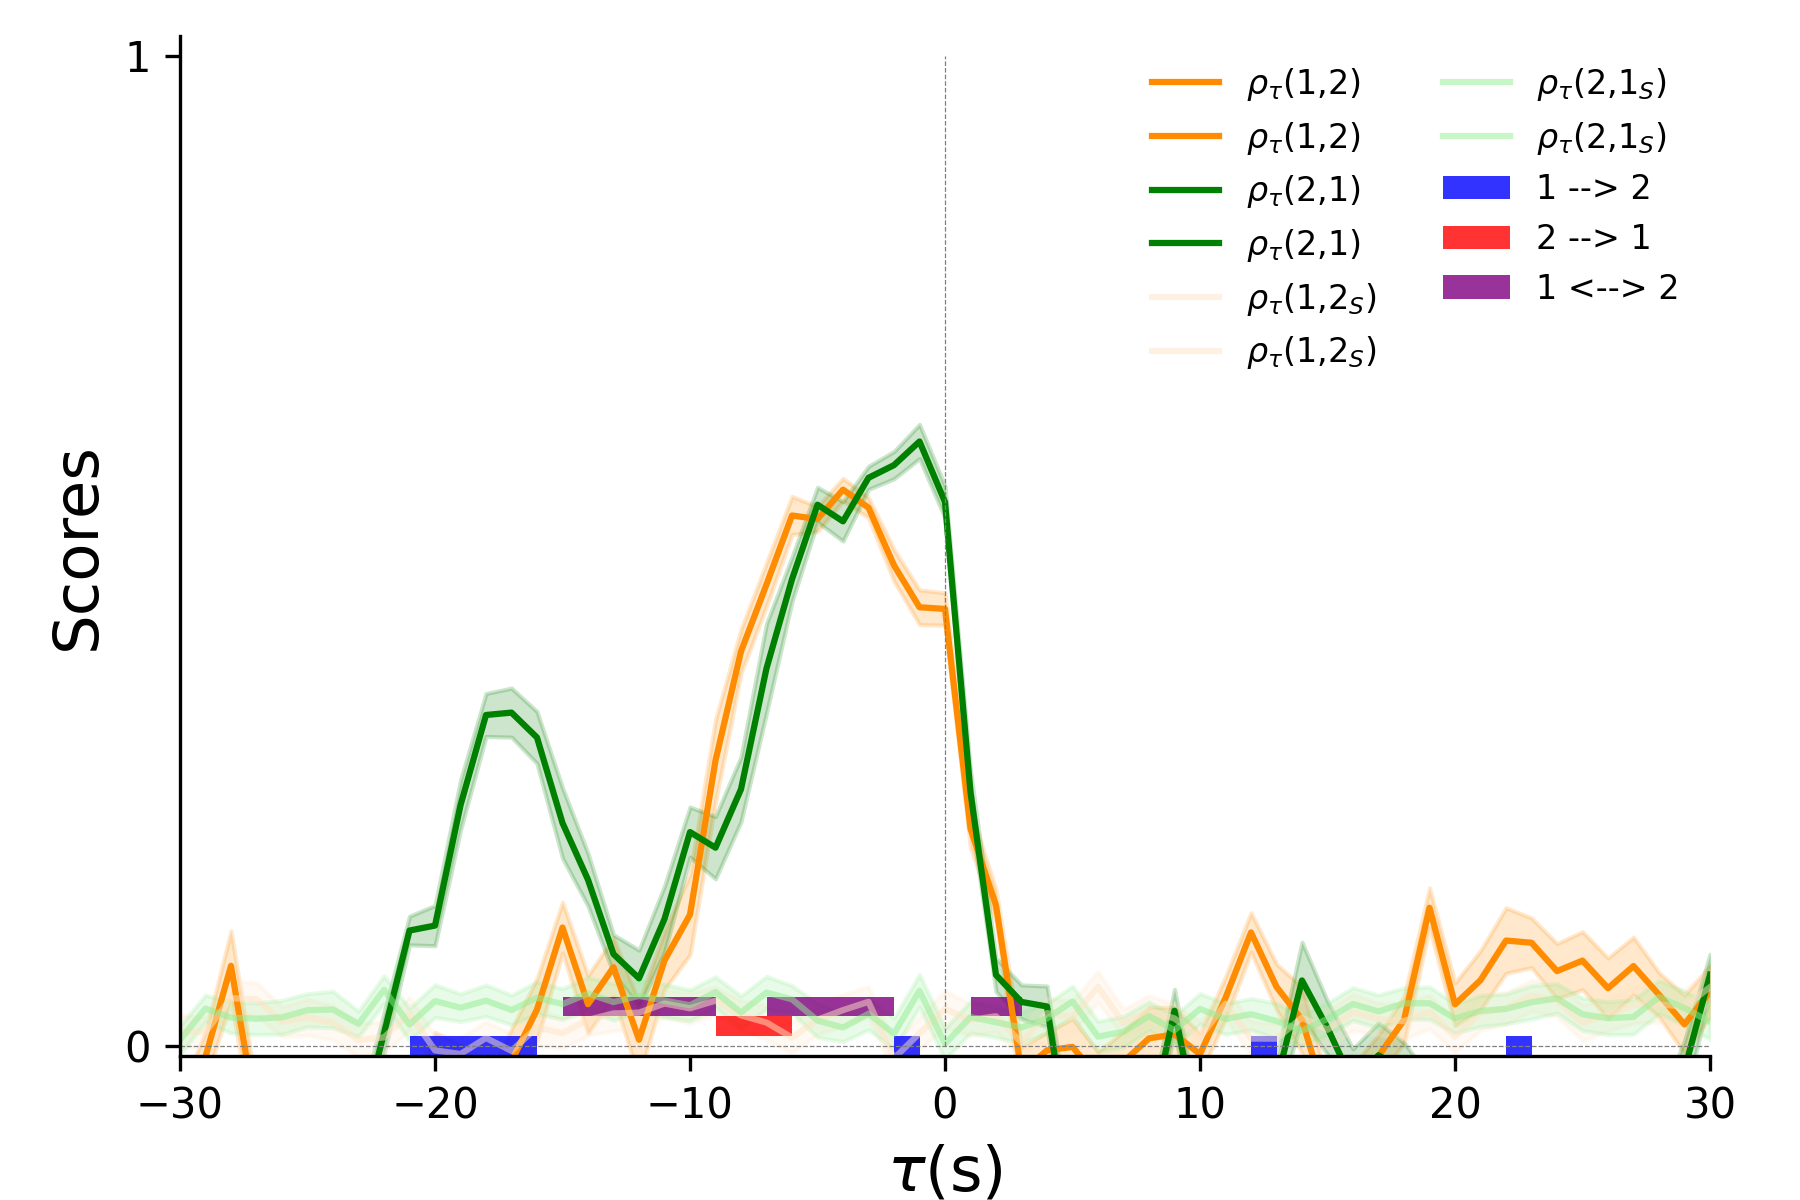 1
ρτ(1,2)
ρτ(1,2)
ρτ(2,1)
ρτ(2,1)
ρτ(1,2S)
ρτ(1,2S)
ρτ(2,1S)
ρτ(2,1S)
1 --> 2
2 --> 1
1 <--> 2
Scores
0
−30 −20 −10 0 10 20 30
τ(s)